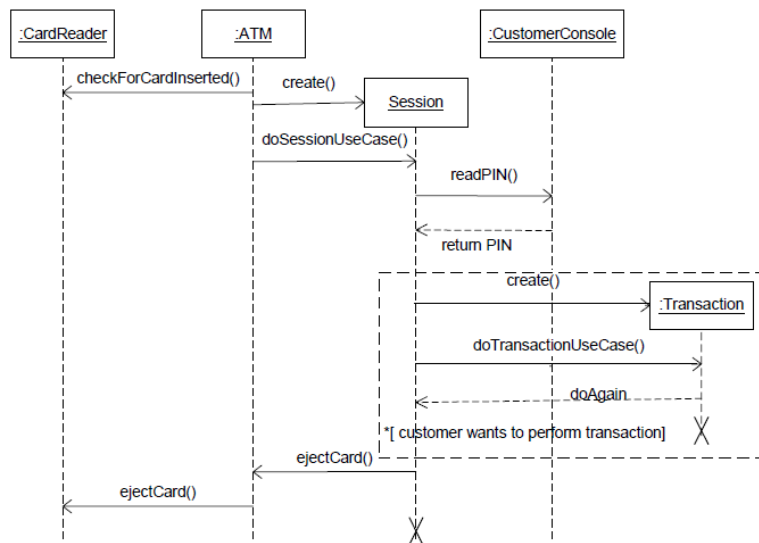 :CardReader
:ATM
:CustomerConsole
checkForCardInserted()
create()
Session
doSessionUseCase()
readPIN()
return PIN
create()
:Transaction
doTransactionUseCase()
doAgain
*[ customer wants to perform transaction]
ejectCard()
ejectCard()